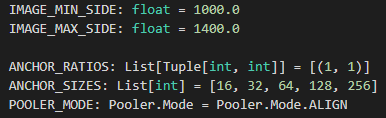 IMAGE_MIN_SIDE: float = 1000.0
IMAGE_MAX_SIDE: float = 1400.0
ANCHOR_RATIOS: List[Tuple[int, int]] = [(1, 1)]
ANCHOR_SIZES: List[int] = [16, 32, 64, 128, 256]
POOLER_MODE: Pooler.Mode = Pooler.Mode.ALIGN